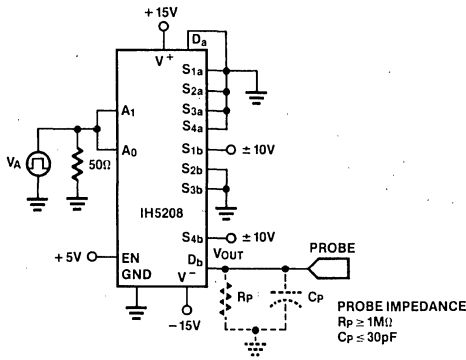 +15V
Da
V+
S1a
S2a
S3a
S4a
A1
S1b
±10V
A0
S2b
VA
50Ω
S3b
IH5208
S4b
±10V
VOUT
PROBE
+5V
EN
Db
GND
V−
RP
CP
−15V
PROBE IMPEDANCE
RP ≥ 1MΩ
CP ≤ 30pF